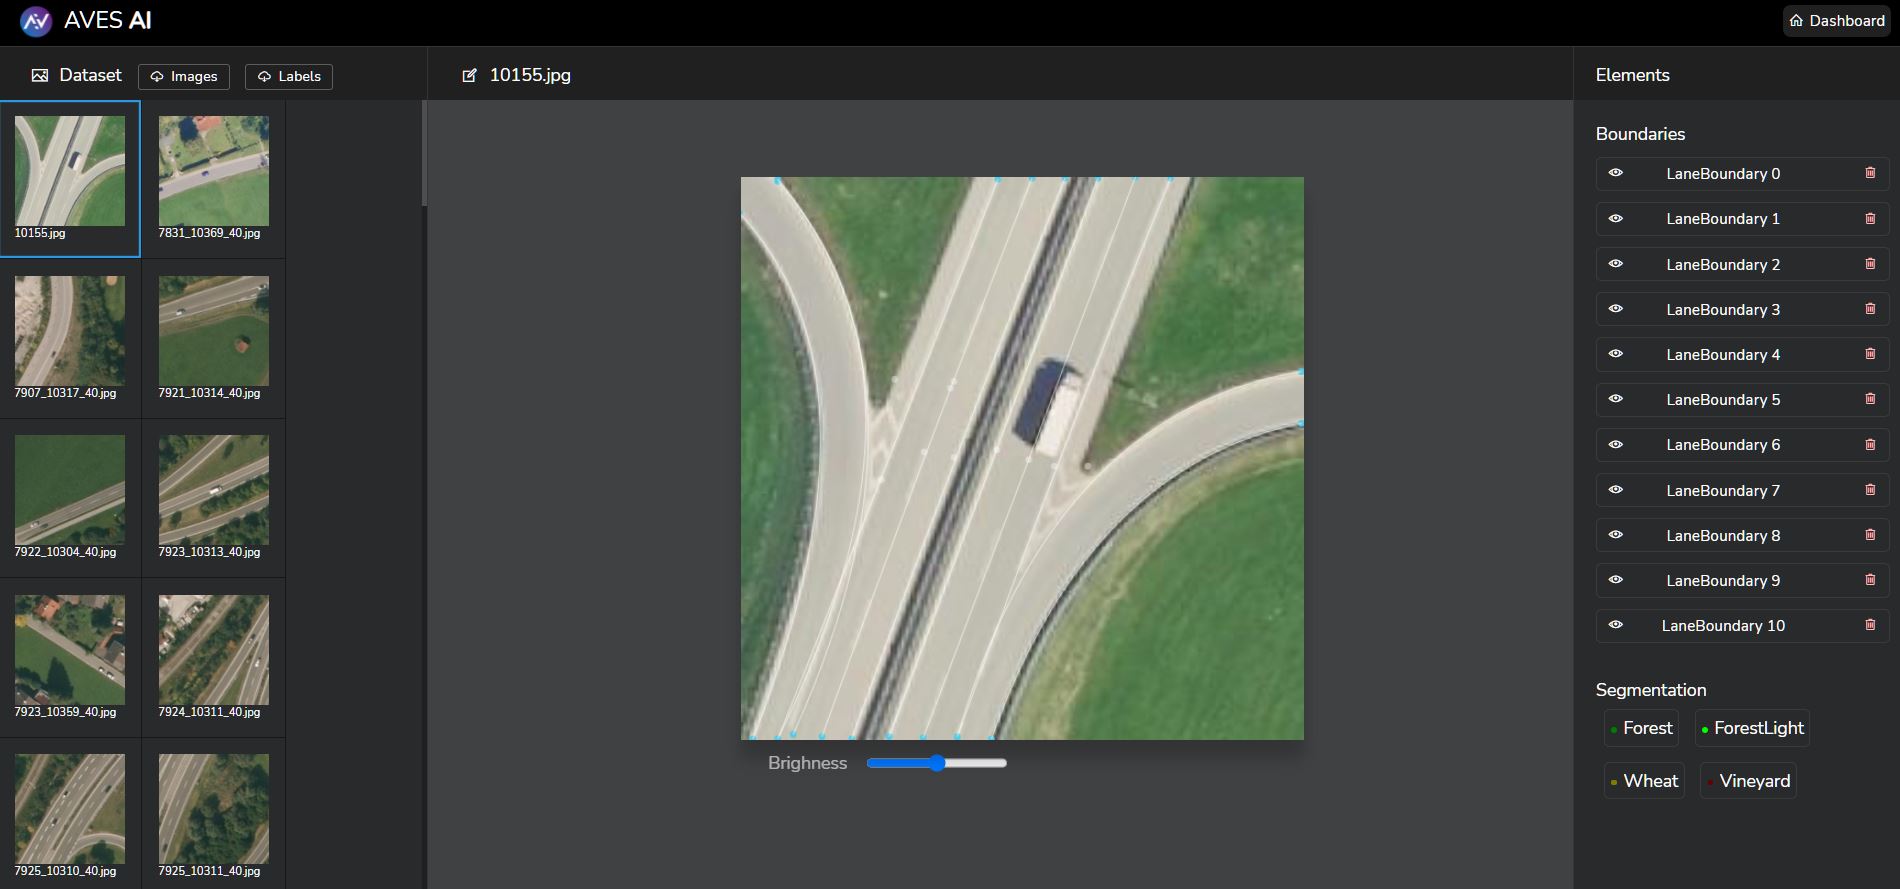 AVES AI
Dashboard
Dataset
Images
Labels
10155.jpg
Elements
10155.jpg
7831_10369_40.jpg
7907_10317_40.jpg
7921_10314_40.jpg
7922_10304_40.jpg
7923_10313_40.jpg
7923_10359_40.jpg
7924_10311_40.jpg
7925_10310_40.jpg
7925_10311_40.jpg
Brighness
Boundaries
LaneBoundary 0
LaneBoundary 1
LaneBoundary 2
LaneBoundary 3
LaneBoundary 4
LaneBoundary 5
LaneBoundary 6
LaneBoundary 7
LaneBoundary 8
LaneBoundary 9
LaneBoundary 10
Segmentation
Forest
ForestLight
Wheat
Vineyard